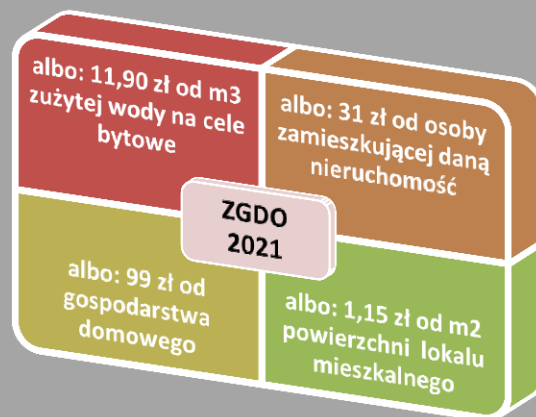 albo: 11,90 zł od m3
zużytej wody na cele
bytowe
albo: 31 zł od osoby
zamieszkującej daną
nieruchomość
ZGDO
2021
albo: 99 zł od
gospodarstwa
domowego
albo: 1,15 zł od m2
powierzchni lokalu
mieszkalnego